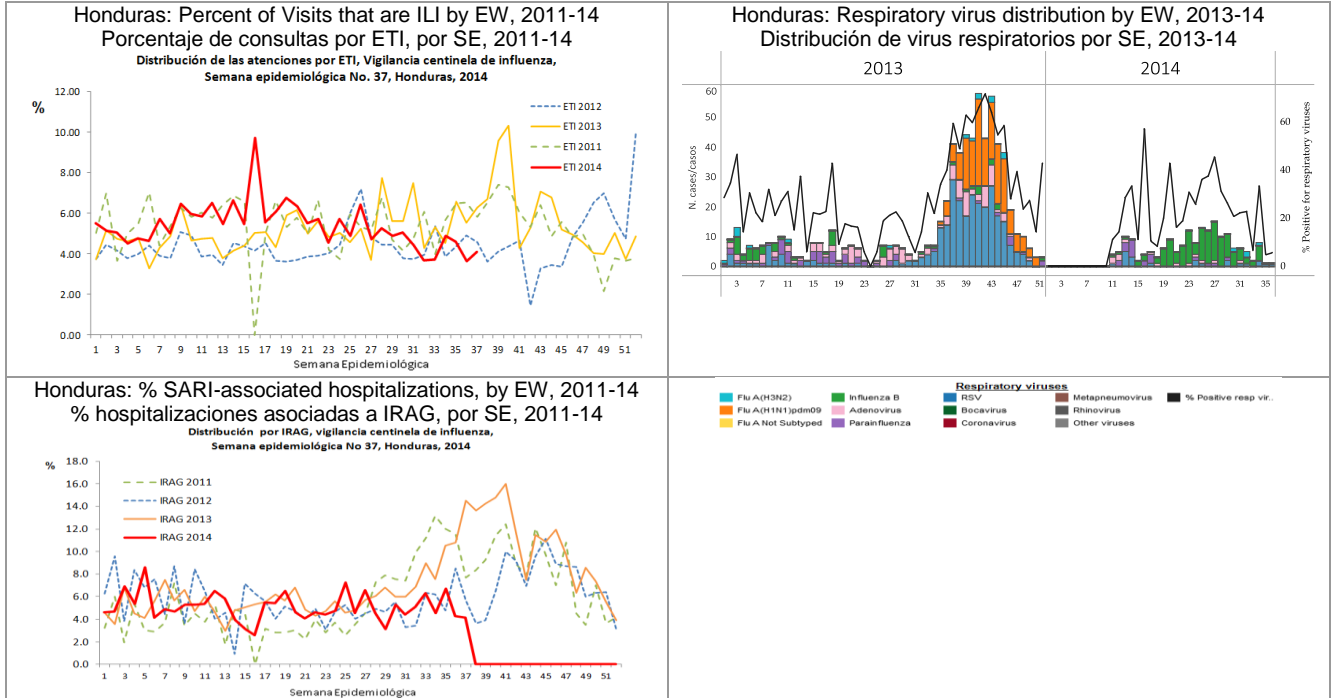 Honduras: Percent of Visits that are ILI by EW, 2011-14
Porcentaje de consultas por ETI, por SE, 2011-14
Distribución de las atenciones por ETI, Vigilancia centinela de influenza,
Semana epidemiológica No. 37, Honduras, 2014
%
12.00
10.00
8.00
6.00
4.00
2.00
0.00
ETI 2012
ETI 2013
ETI 2011
ETI 2014
1 3 5 7 9 11 13 15 17 19 21 23 25 27 29 31 33 35 37 39 41 43 45 47 49 51
Semana Epidemiológica
Honduras: Respiratory virus distribution by EW, 2013-14
Distribución de virus respiratorios por SE, 2013-14
2013 2014
N. cases/casos
60
50
40
30
20
10
0
% Positive for respiratory viruses
60
40
20
0
3 7 11 15 19 23 27 31 35 39 43 47 51 3 7 11 15 19 23 27 31 35
Honduras: % SARI-associated hospitalizations, by EW, 2011-14
% hospitalizaciones asociadas a IRAG, por SE, 2011-14
Distribución por IRAG, vigilancia centinela de influenza,
Semana epidemiológica No 37, Honduras, 2014
%
18.0
16.0
14.0
12.0
10.0
8.0
6.0
4.0
2.0
0.0
IRAG 2011
IRAG 2012
IRAG 2013
IRAG 2014
1 3 5 7 9 11 13 15 17 19 21 23 25 27 29 31 33 35 37 39 41 43 45 47 49 51
Semana Epidemiológica
Respiratory viruses
Flu A(H3N2) Influenza B RSV Metapneumovirus % Positive resp vir..
Flu A(H1N1)pdm09 Adenovirus Bocavirus Rhinovirus
Flu A Not Subtyped Parainfluenza Coronavirus Other viruses